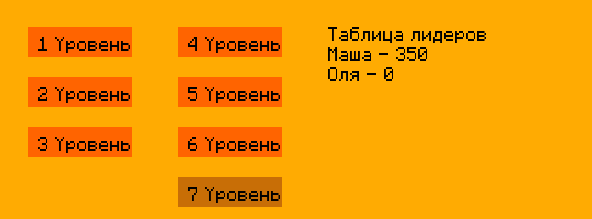 1 Уровень
2 Уровень
3 Уровень
4 Уровень
5 Уровень
6 Уровень
7 Уровень
Таблица лидеров
Маша - 350
Оля - 0